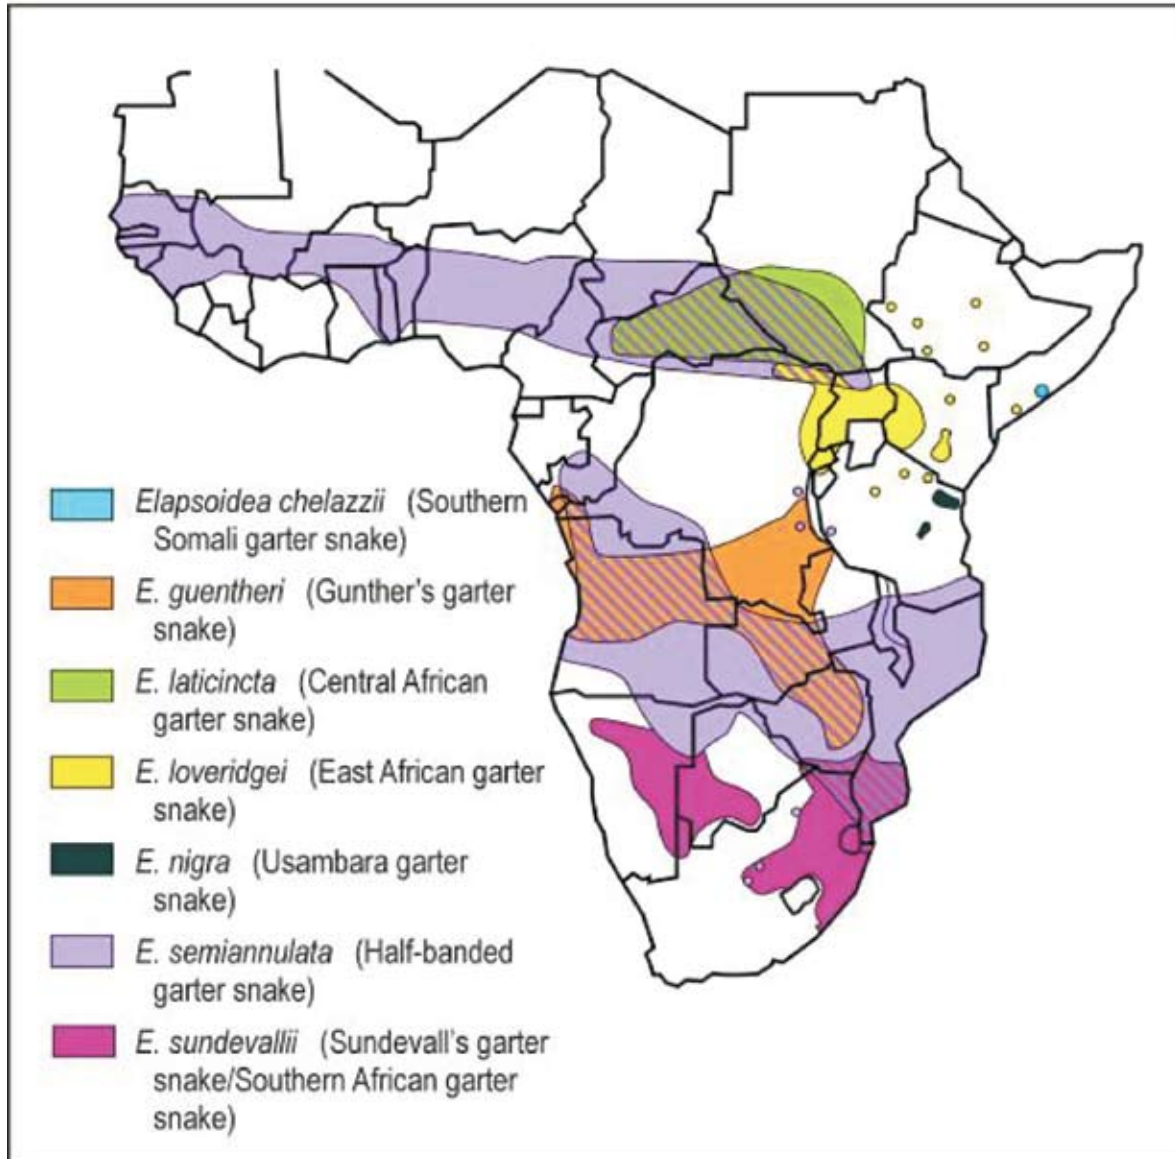 Elapsoidea chelazzii (Southern
Somali garter snake)
E. guentheri (Gunther's garter
snake)
E. laticincta (Central African
garter snake)
E. loveridgei (East African garter
snake)
E. nigra (Usambara garter
snake)
E. semiannulata (Half-banded
garter snake)
E. sundevallii (Sundevall's garter
snake/Southern African garter
snake)